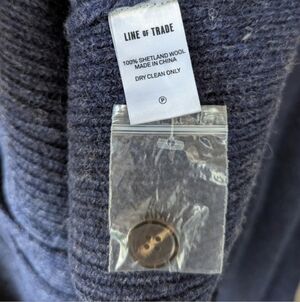 LINE OF TRADE
100% SHETLAND WOOL
MADE IN CHINA
DRY CLEAN ONLY
P